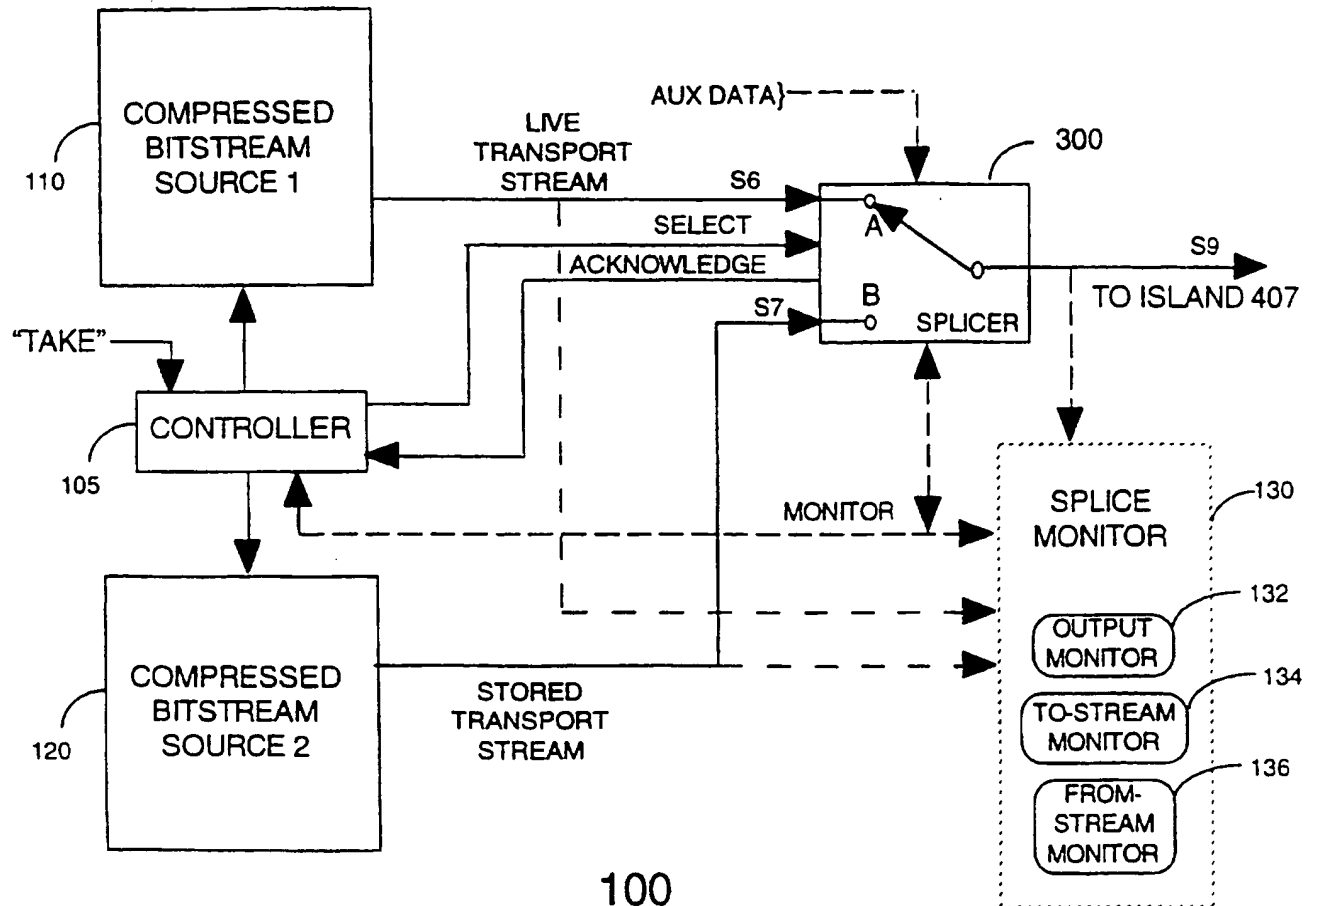 COMPRESSED
BITSTREAM
SOURCE 1
110
LIVE
TRANSPORT
STREAM
AUX DATA}
300
S6
SELECT
ACKNOWLEDGE
S7
A
B
SPLICER
S9
TO ISLAND 407
"TAKE"
CONTROLLER
105
MONITOR
SPLICE
MONITOR
130
OUTPUT
MONITOR
132
TO-STREAM
MONITOR
134
FROM-
STREAM
MONITOR
136
COMPRESSED
BITSTREAM
SOURCE 2
120
STORED
TRANSPORT
STREAM
100